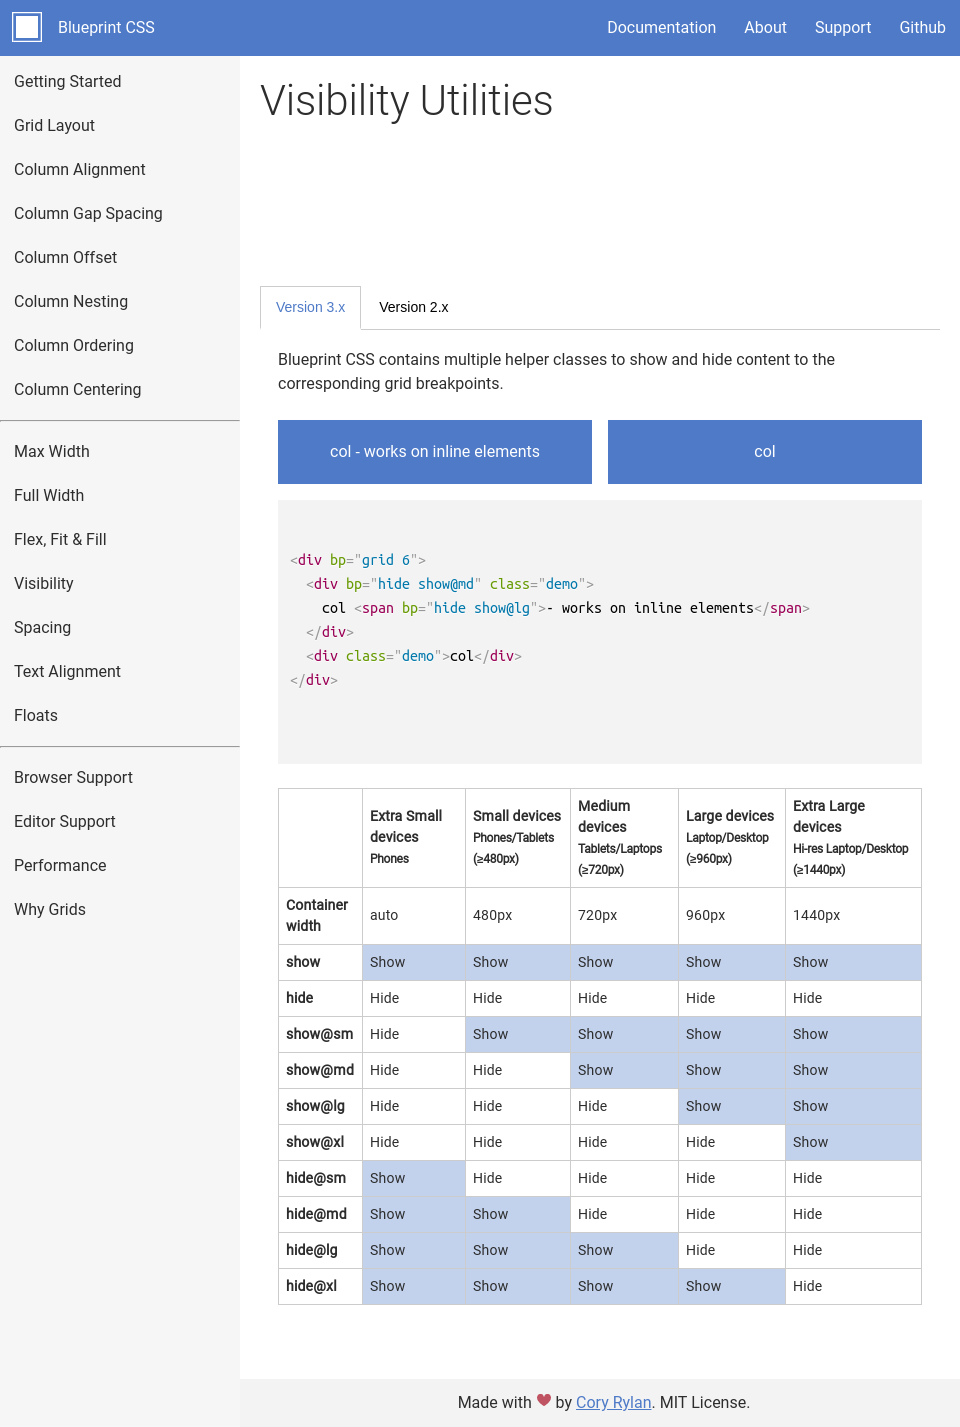 Blueprint CSS
Documentation About Support Github
Getting Started
Grid Layout
Column Alignment
Column Gap Spacing
Column Offset
Column Nesting
Column Ordering
Column Centering
Max Width
Full Width
Flex, Fit & Fill
Visibility
Spacing
Text Alignment
Floats
Browser Support
Editor Support
Performance
Why Grids
Visibility Utilities
Version 3.x Version 2.x
Blueprint CSS contains multiple helper classes to show and hide content to the
corresponding grid breakpoints.
col - works on inline elements col
<div bp="grid 6">
  <div bp="hide show@md" class="demo">
    col <span bp="hide show@lg">- works on inline elements</span>
  </div>
  <div class="demo">col</div>
</div>
Extra Small devices Phones
Small devices Phones/Tablets (≥480px)
Medium devices Tablets/Laptops (≥720px)
Large devices Laptop/Desktop (≥960px)
Extra Large devices Hi-res Laptop/Desktop (≥1440px)
Container width auto 480px 720px 960px 1440px
show Show Show Show Show Show
hide Hide Hide Hide Hide Hide
show@sm Hide Show Show Show Show
show@md Hide Hide Show Show Show
show@lg Hide Hide Hide Show Show
show@xl Hide Hide Hide Hide Show
hide@sm Show Hide Hide Hide Hide
hide@md Show Show Hide Hide Hide
hide@lg Show Show Show Hide Hide
hide@xl Show Show Show Show Hide
Made with ♥ by Cory Rylan. MIT License.